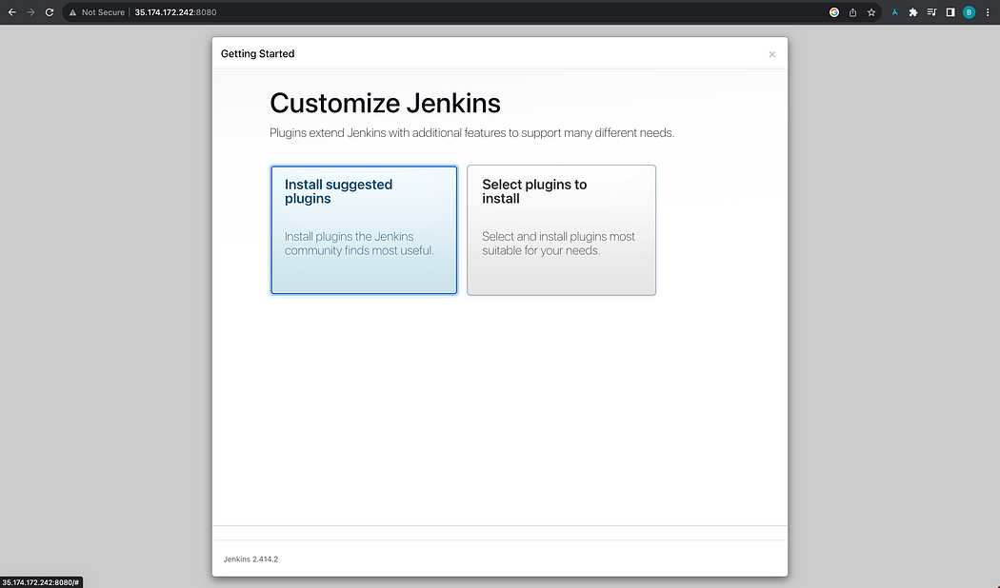 Not Secure 35.174.172.242:8080
B
Getting Started
×
Customize Jenkins
Plugins extend Jenkins with additional features to support many different needs.
Install suggested
plugins
Install plugins the Jenkins
community finds most useful.
Select plugins to
install
Select and install plugins most
suitable for your needs.
Jenkins 2.414.2
35.174.172.242:8080/#